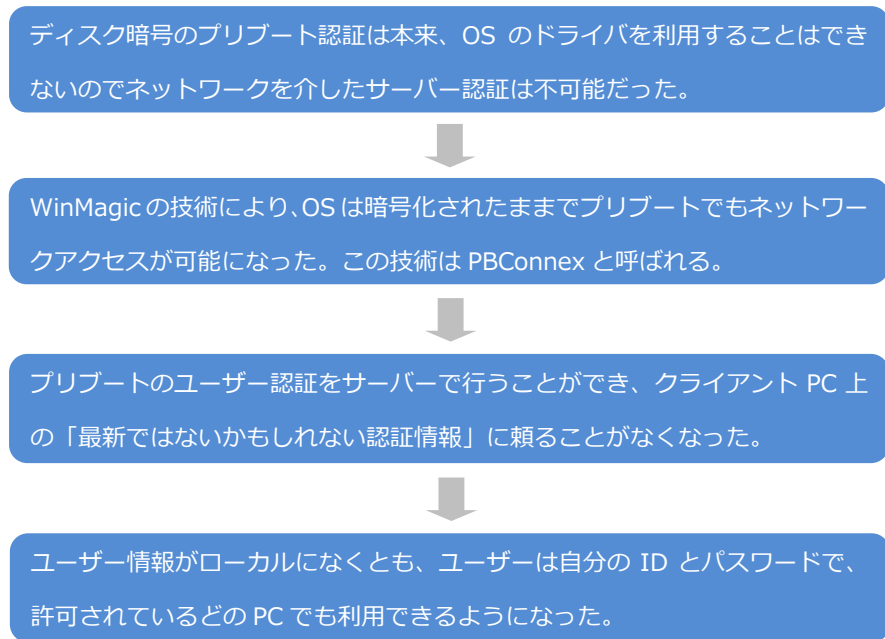 ディスク暗号のプリブート認証は本来、OS のドライバを利用することはでき
ないのでネットワークを介したサーバー認証は不可能だった。
WinMagic の技術により、OS は暗号化されたままでプリブートでもネットワー
クアクセスが可能になった。この技術は PBConnex と呼ばれる。
プリブートのユーザー認証をサーバーで行うことができ、クライアント PC 上
の「最新ではないかもしれない認証情報」に頼ることがなくなった。
ユーザー情報がローカルになくとも、ユーザーは自分の ID とパスワードで、
許可されているどの PC でも利用できるようになった。